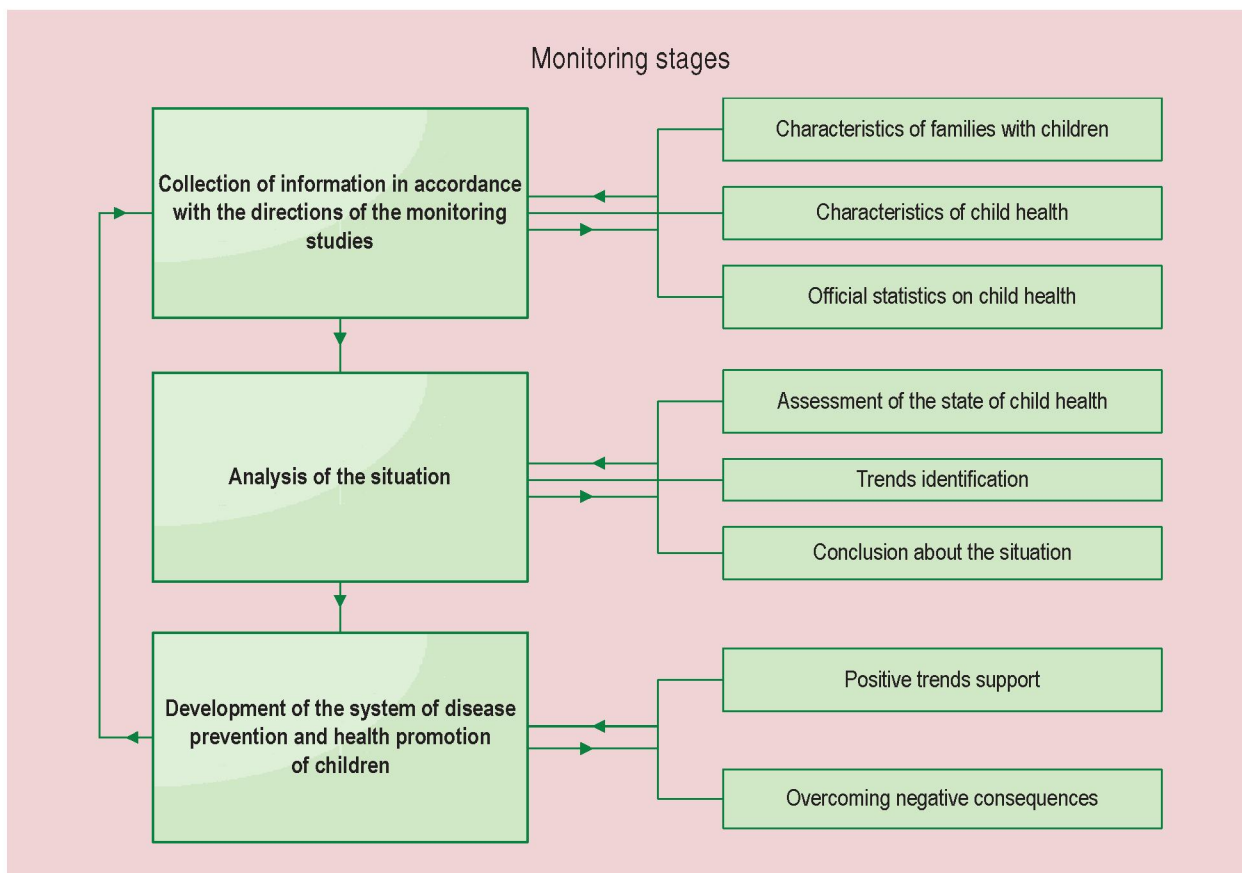 Monitoring stages
Collection of information in accordance
with the directions of the monitoring
studies
Characteristics of families with children
Characteristics of child health
Official statistics on child health
Analysis of the situation
Assessment of the state of child health
Trends identification
Conclusion about the situation
Development of the system of disease
prevention and health promotion
of children
Positive trends support
Overcoming negative consequences